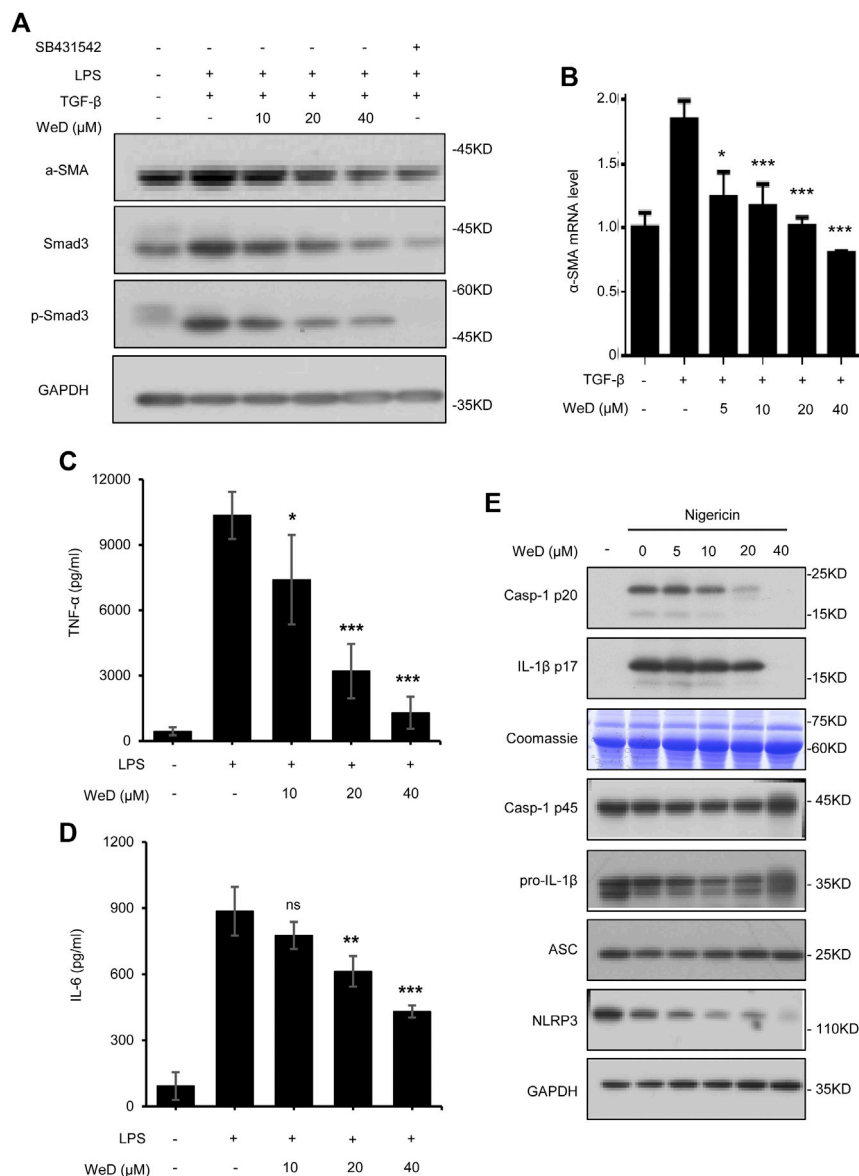 A
SB431542 - - - - - +
LPS - + + + + +
TGF-β - + + + + +
WeD (μM) - - 10 20 40 -
-45KD
a-SMA
-45KD
Smad3
-60KD
p-Smad3
-45KD
GAPDH
-35KD
B
α-SMA mRNA level
2.0
1.5
1.0
0.5
0
* *** *** ***
TGF-β - + + + + +
WeD (μM) - - 5 10 20 40
C
TNF-α (pg/ml)
12000
9000
6000
3000
0
* *** ***
LPS - + + + +
WeD (μM) - - 10 20 40
D
IL-6 (pg/ml)
1200
900
600
300
0
ns ** ***
LPS - + + + +
WeD (μM) - - 10 20 40
E
Nigericin
WeD (μM) - 0 5 10 20 40
-25KD
Casp-1 p20
-15KD
IL-1β p17
-15KD
-75KD
Coomassie
-60KD
Casp-1 p45
- 45KD
pro-IL-1β
- 35KD
ASC
- 25KD
NLRP3
- 110KD
GAPDH
- 35KD